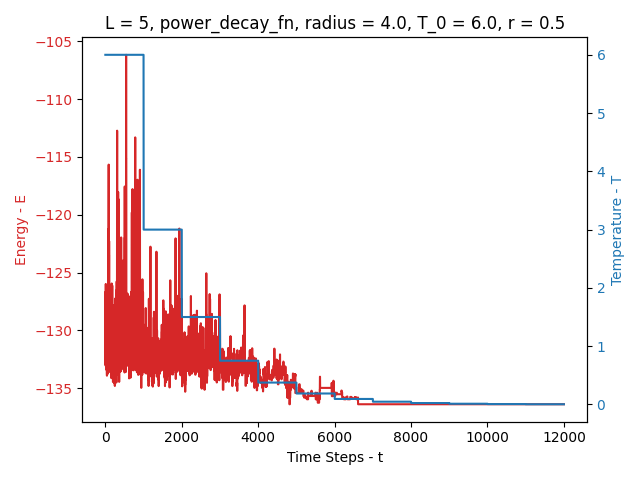 L = 5, power_decay_fn, radius = 4.0, T_0 = 6.0, r = 0.5
−105
−110
−115
−120
−125
−130
−135
Energy - E
6
5
4
3
2
1
0
Temperature - T
0 2000 4000 6000 8000 10000 12000
Time Steps - t